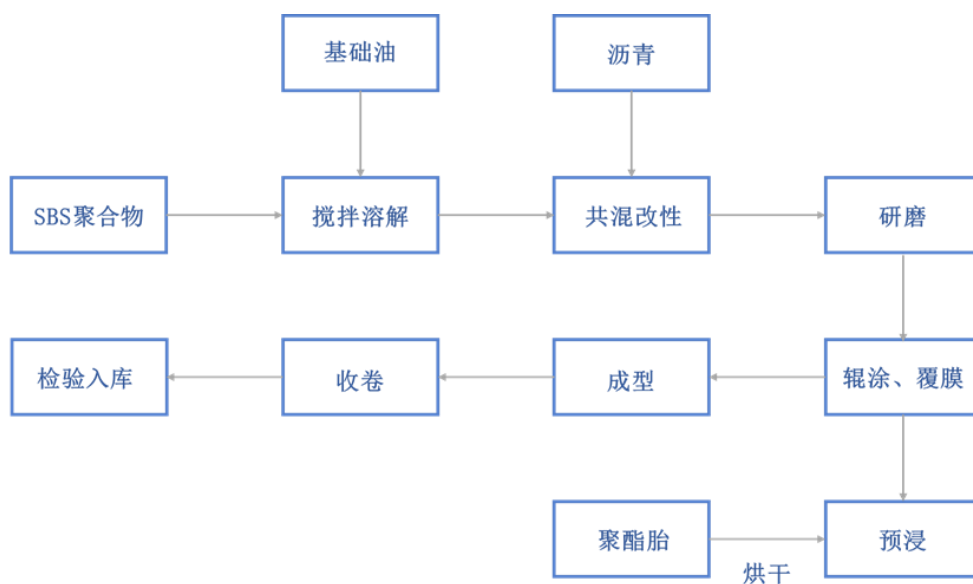 基础油
沥青
SBS聚合物
搅拌溶解
共混改性
研磨
检验入库
收卷
成型
辊涂、覆膜
聚酯胎
烘干
预浸